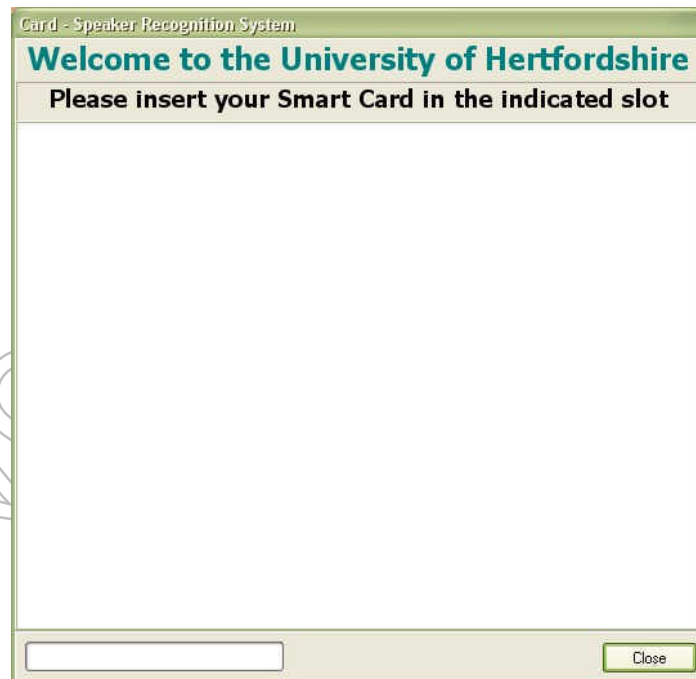 Card - Speaker Recognition System
Welcome to the University of Hertfordshire
Please insert your Smart Card in the indicated slot
Close